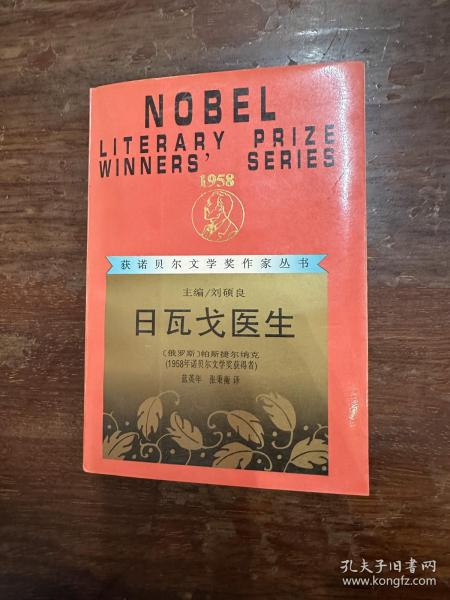 NOBEL
LITERARY PRIZE
WINNERS' SERIES
1958
获诺贝尔文学奖作家丛书
主编/刘硕良
日瓦戈医生
〔俄罗斯〕帕斯捷尔纳克
(1958年诺贝尔文学奖获得者)
蓝英年 张秉衡 译
孔夫子旧书网
www.kongfz.com